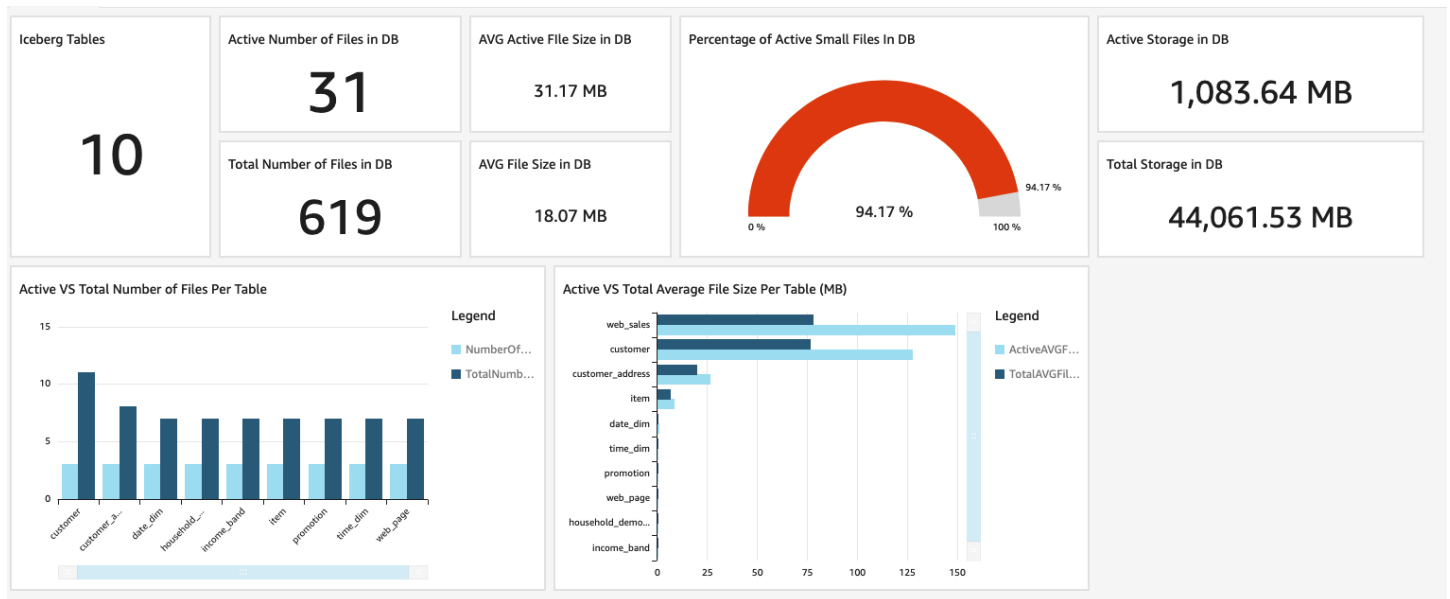 Iceberg Tables
10
Active Number of Files in DB
31
Total Number of Files in DB
619
AVG Active FIle Size in DB
31.17 MB
AVG File Size in DB
18.07 MB
Percentage of Active Small Files In DB
94.17 %
94.17 %
0 %
100 %
Active Storage in DB
1,083.64 MB
Total Storage in DB
44,061.53 MB
Active VS Total Number of Files Per Table
15
10
5
0
customer
customer_a...
date_dim
household_...
income_band
item
promotion
time_dim
web_page
Legend
NumberOf...
TotalNumb...
Active VS Total Average File Size Per Table (MB)
web_sales
customer
customer_address
item
date_dim
time_dim
promotion
web_page
household_demo...
income_band
0 25 50 75 100 125 150
Legend
ActiveAVGF...
TotalAVGFil...